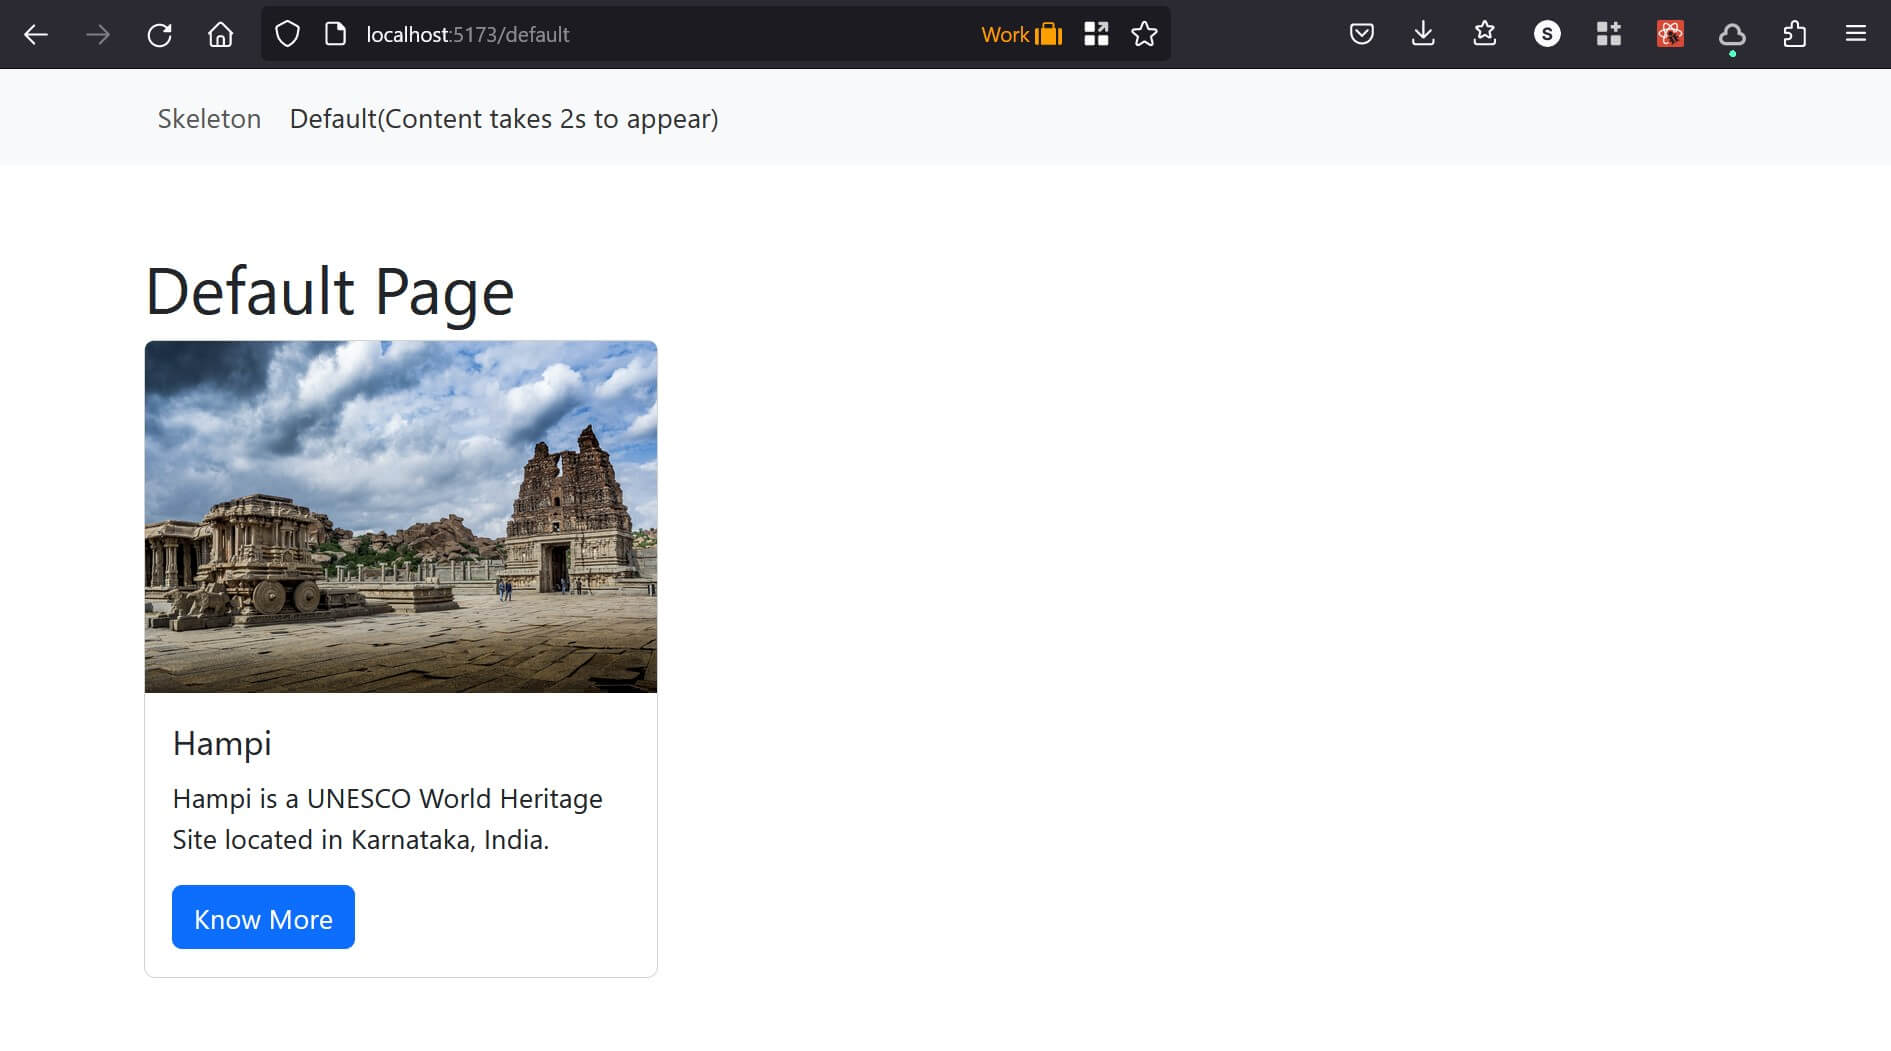 localhost:5173/default
Work
S
Skeleton Default(Content takes 2s to appear)
Default Page
Hampi
Hampi is a UNESCO World Heritage
Site located in Karnataka, India.
Know More